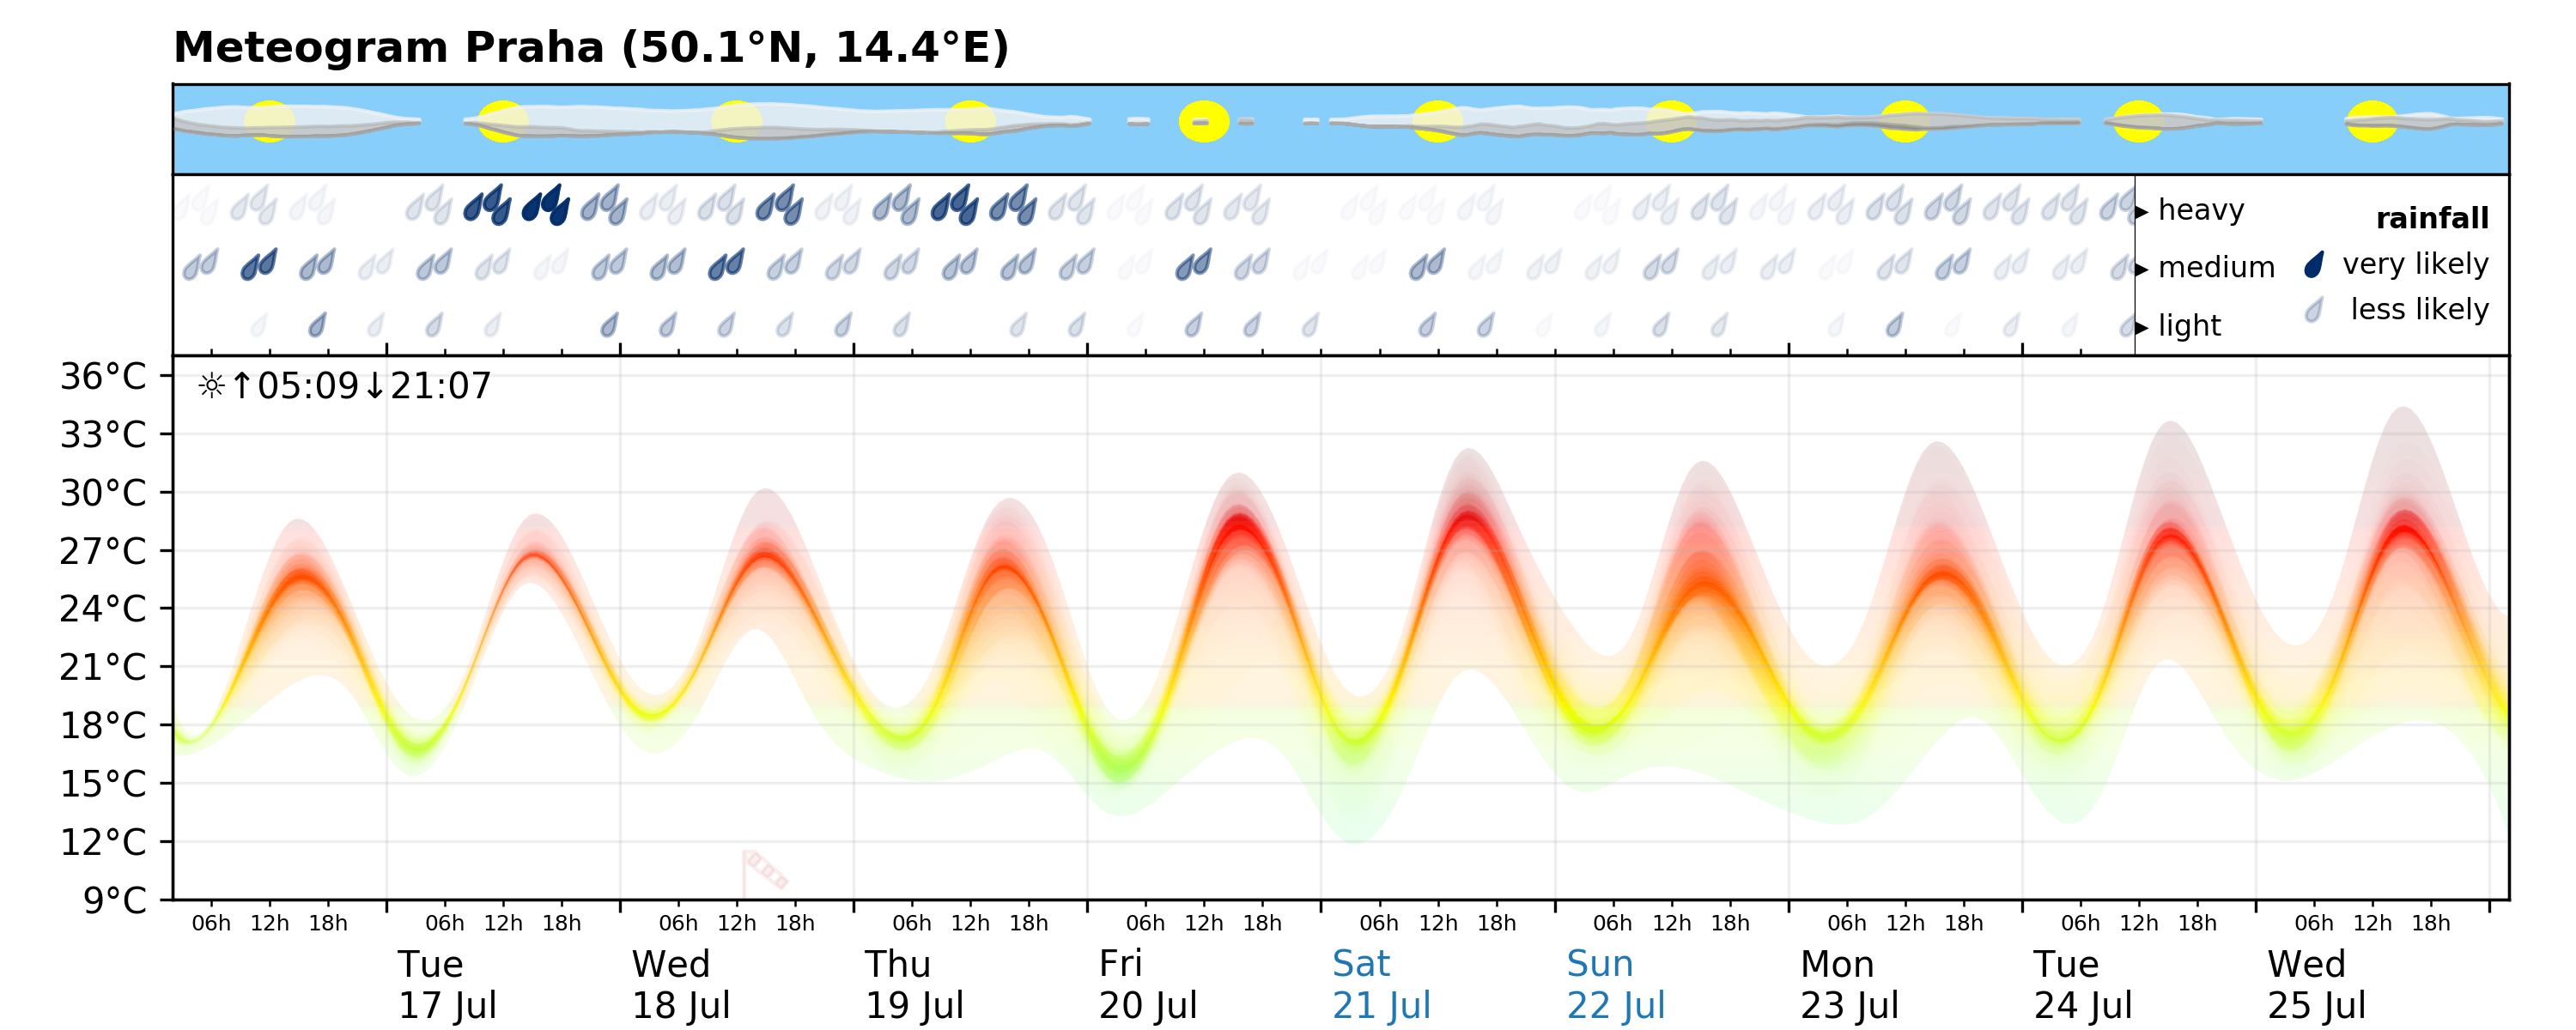 Meteogram Praha (50.1°N, 14.4°E)
heavy
rainfall
medium
very likely
less likely
light
☼↑05:09↓21:07
36°C
33°C
30°C
27°C
24°C
21°C
18°C
15°C
12°C
9°C
06h 12h 18h 06h 12h 18h 06h 12h 18h 06h 12h 18h 06h 12h 18h 06h 12h 18h 06h 12h 18h 06h 12h 18h 06h 12h 18h 06h 12h 18h
Tue Wed Thu Fri Sat Sun Mon Tue Wed
17 Jul 18 Jul 19 Jul 20 Jul 21 Jul 22 Jul 23 Jul 24 Jul 25 Jul